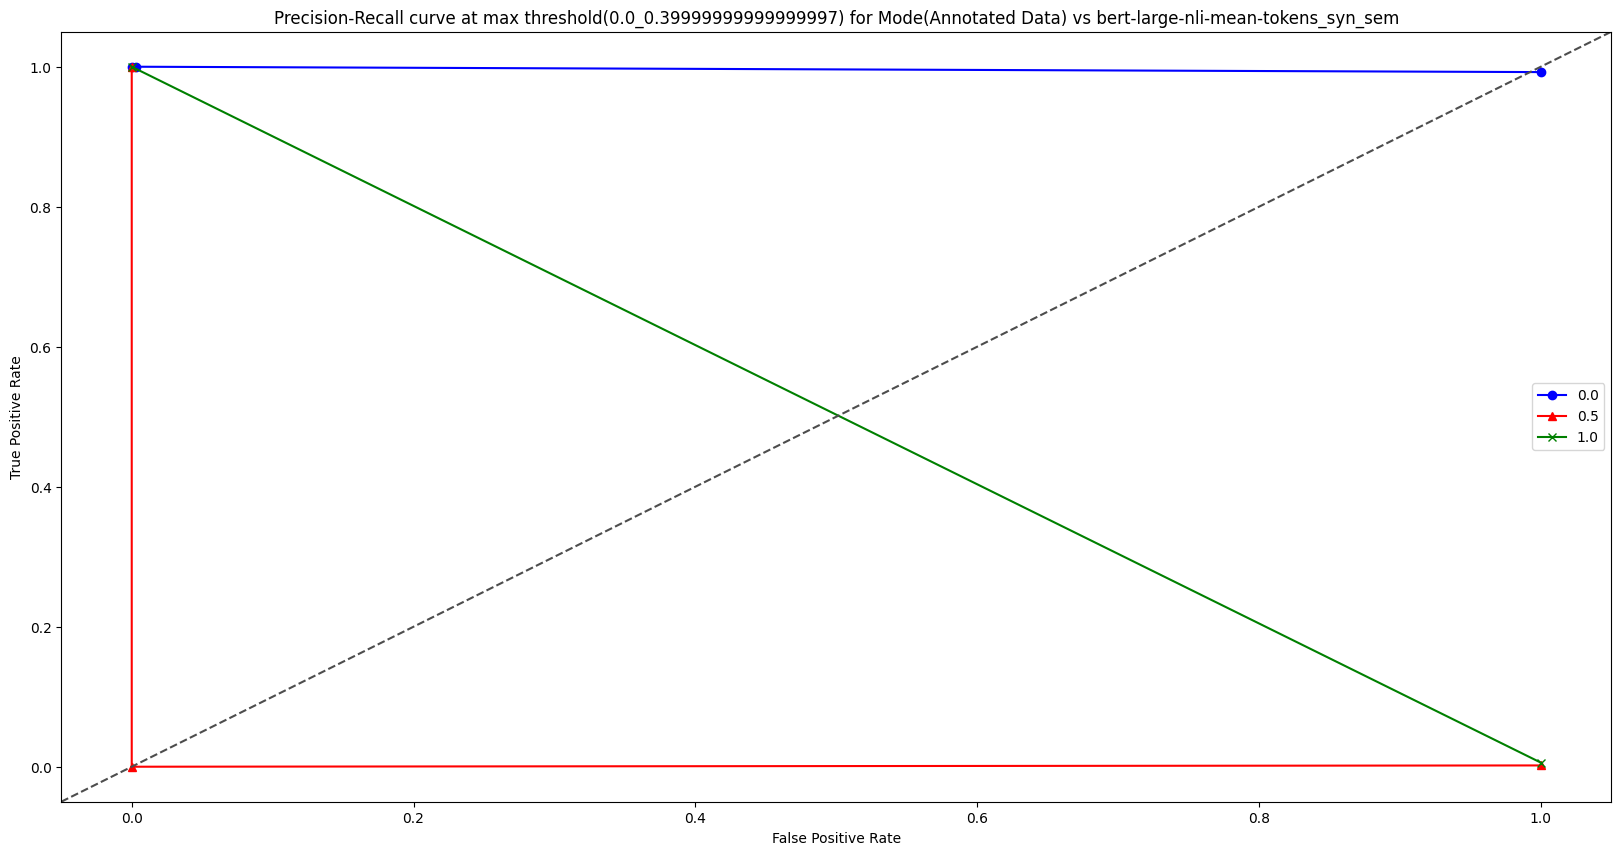 Precision-Recall curve at max threshold(0.0_0.39999999999999997) for Mode(Annotated Data) vs bert-large-nli-mean-tokens_syn_sem
True Positive Rate
1.0
0.8
0.6
0.4
0.2
0.0
0.0
0.5
1.0
0.0 0.2 0.4 0.6 0.8 1.0
False Positive Rate